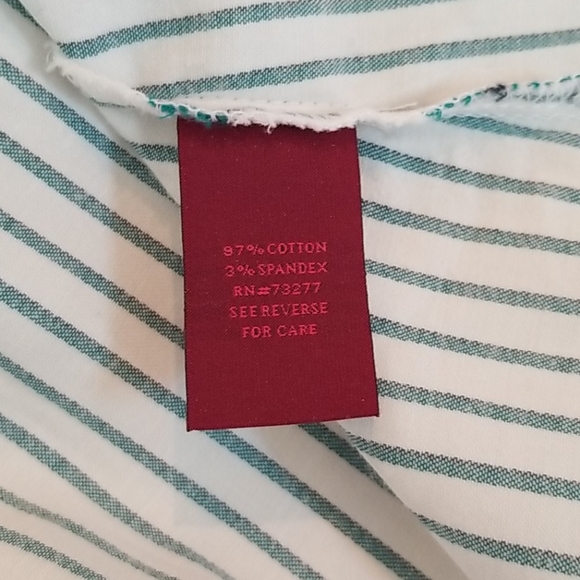 97% COTTON
3% SPANDEX
RN#73277
SEE REVERSE
FOR CARE